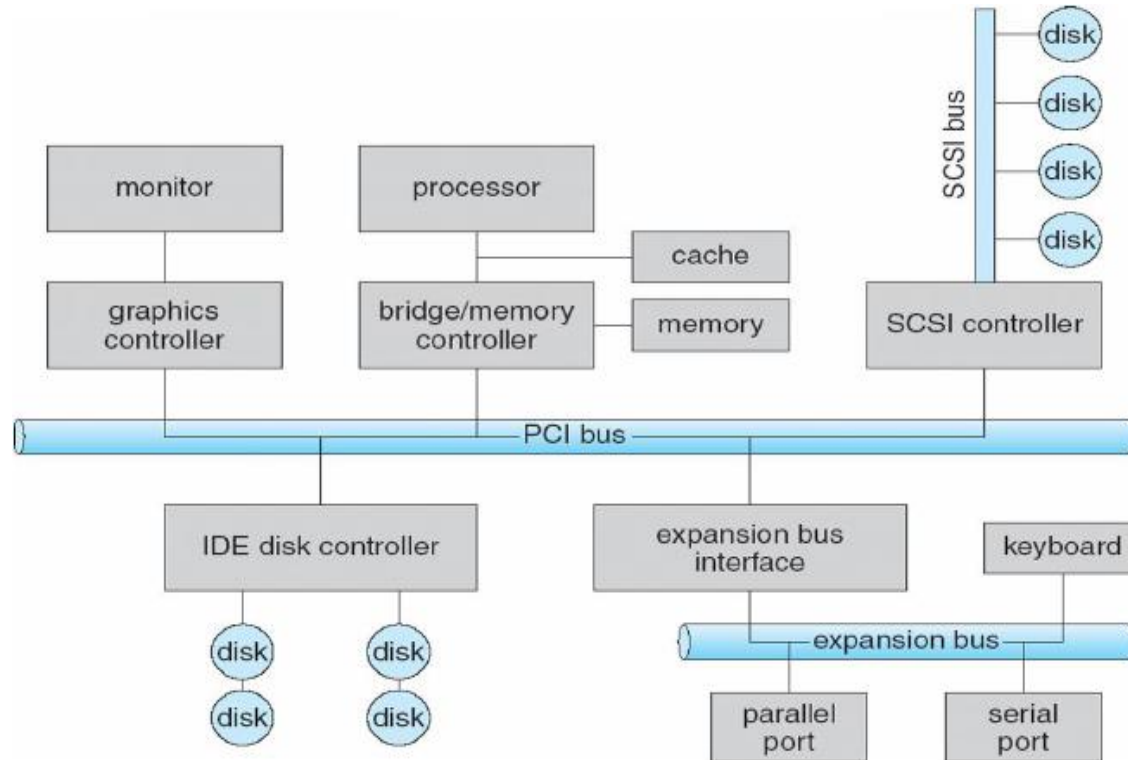 disk
disk
disk
disk
SCSI bus
monitor
processor
cache
graphics
controller
bridge/memory
controller
memory
SCSI controller
PCI bus
IDE disk controller
expansion bus
interface
keyboard
disk
disk
disk
disk
expansion bus
parallel
port
serial
port